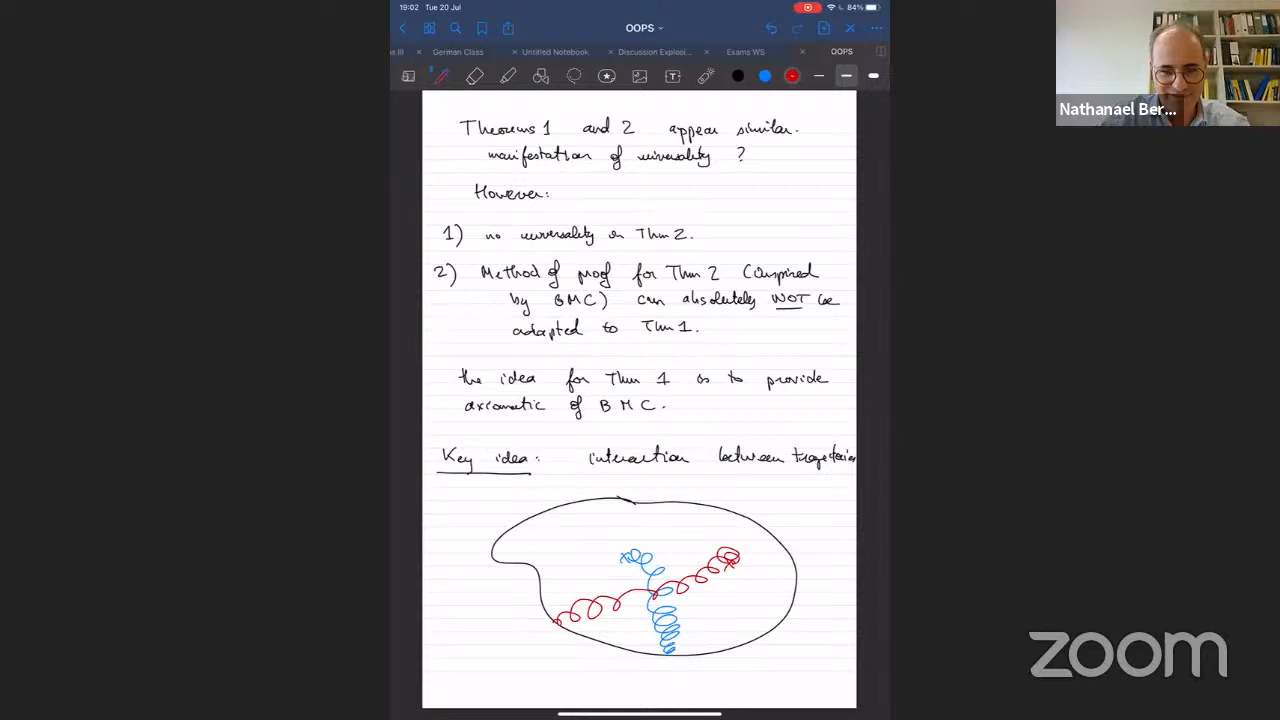 19:02 Tue 20 Jul
84%
OOPS
s III
German Class
Untitled Notebook
Discussion Explosi...
Exams WS
OOPS
Nathanael Ber...
Theorems 1 and 2 appear similar.
manifestation of universality ?
However:
1) no universality in Thm 2.
2) Method of proof for Thm 2 (inspired
by BMC) can absolutely NOT be
adapted to Thm 1.
the idea for Thm 1 is to provide
axiomatic of BMC.
Key idea: interaction between trajectories
zoom